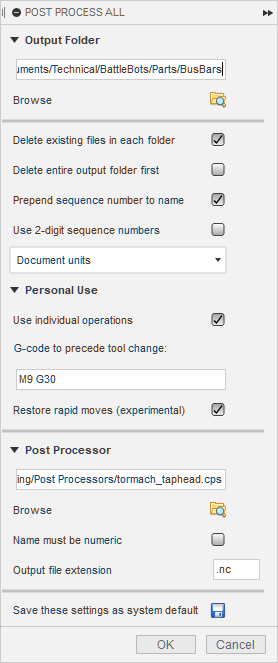 POST PROCESS ALL
Output Folder
uments/Technical/BattleBots/Parts/BusBars
Browse
Delete existing files in each folder
Delete entire output folder first
Prepend sequence number to name
Use 2-digit sequence numbers
Document units
Personal Use
Use individual operations
G-code to precede tool change:
M9 G30
Restore rapid moves (experimental)
Post Processor
ing/Post Processors/tormach_taphead.cps
Browse
Name must be numeric
Output file extension .nc
Save these settings as system default
OK Cancel